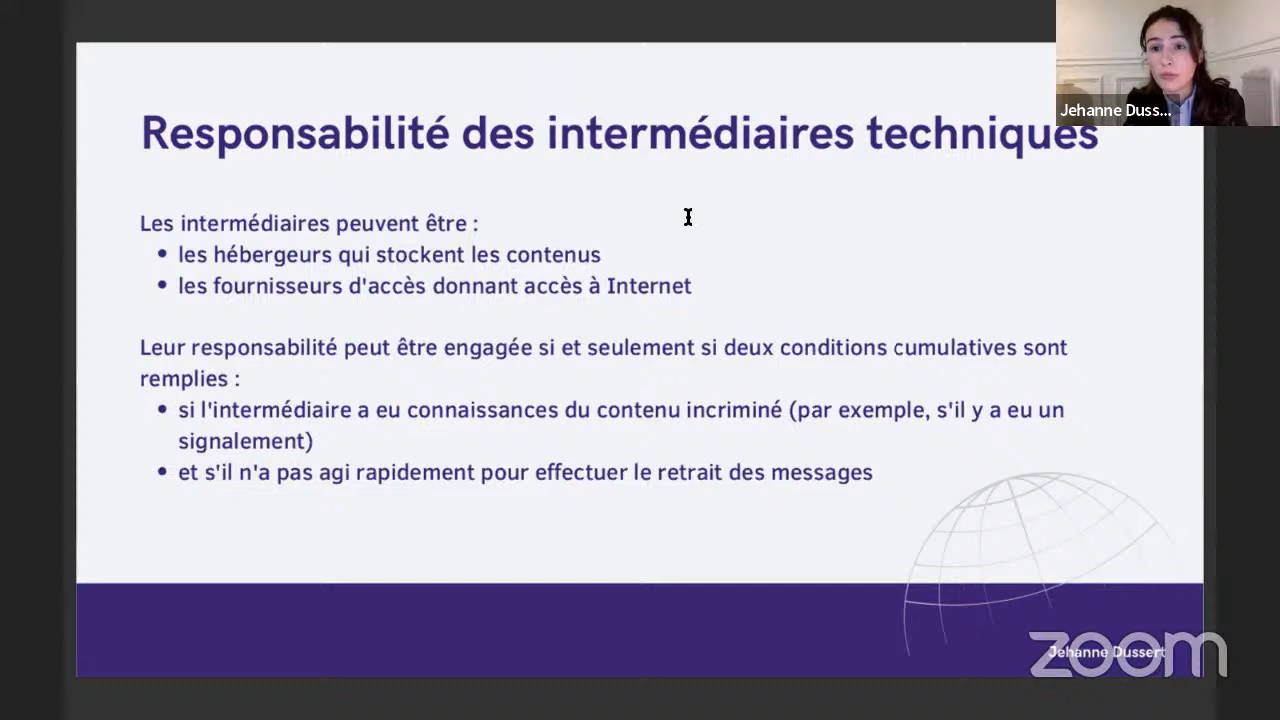 Responsabilité des intermédiaires techniques
Jehanne Duss...
Les intermédiaires peuvent être :
• les hébergeurs qui stockent les contenus
• les fournisseurs d'accès donnant accès à Internet
Leur responsabilité peut être engagée si et seulement si deux conditions cumulatives sont
remplies :
• si l'intermédiaire a eu connaissances du contenu incriminé (par exemple, s'il y a eu un
signalement)
• et s'il n'a pas agi rapidement pour effectuer le retrait des messages
Jehanne Dussert
zoom